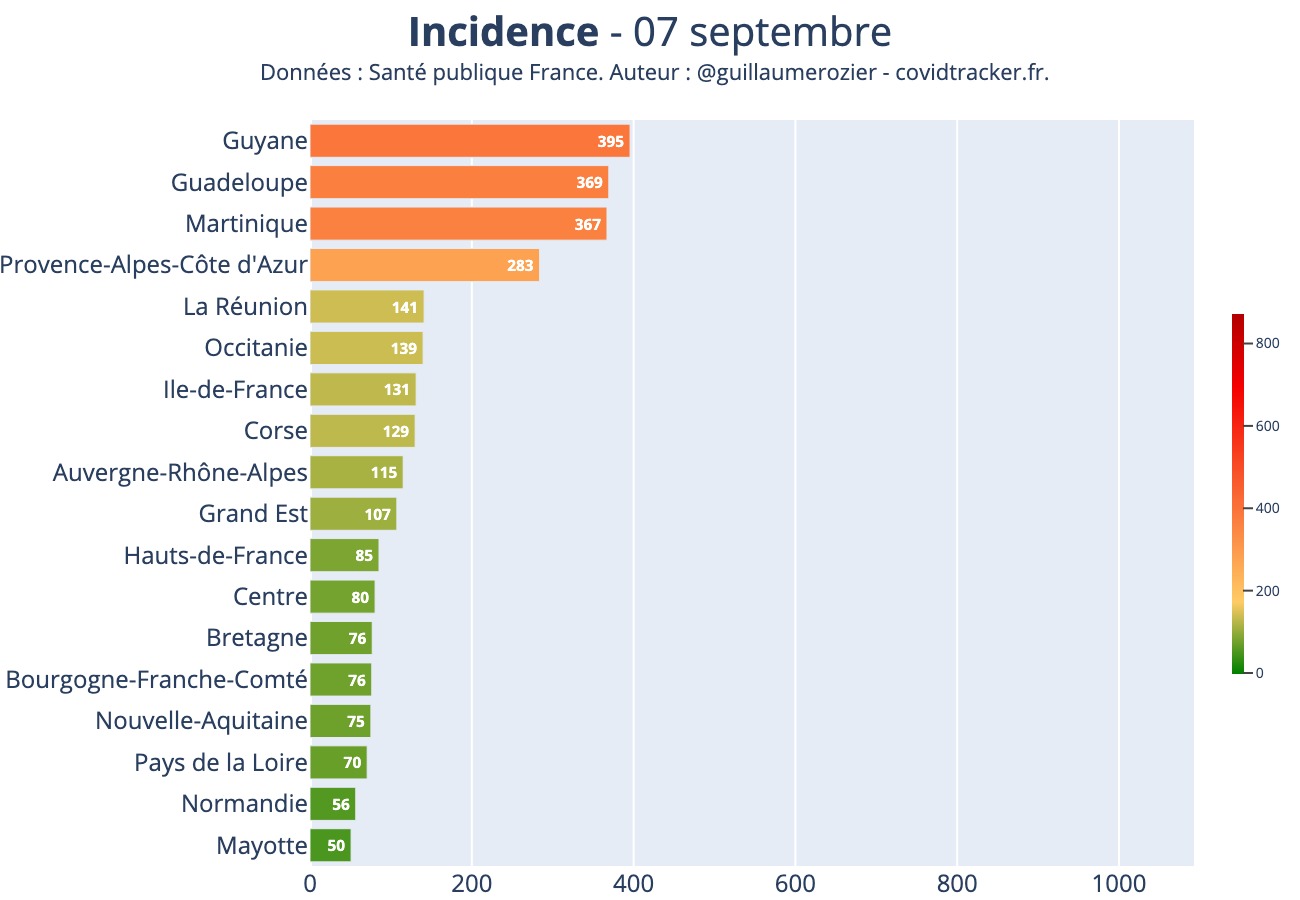 Incidence - 07 septembre
Données : Santé publique France. Auteur : @guillaumerozier - covidtracker.fr.
Guyane 395
Guadeloupe 369
Martinique 367
Provence-Alpes-Côte d'Azur 283
La Réunion 141
Occitanie 139
Ile-de-France 131
Corse 129
Auvergne-Rhône-Alpes 115
Grand Est 107
Hauts-de-France 85
Centre 80
Bretagne 76
Bourgogne-Franche-Comté 76
Nouvelle-Aquitaine 75
Pays de la Loire 70
Normandie 56
Mayotte 50
0 200 400 600 800 1000
800
600
400
200
0